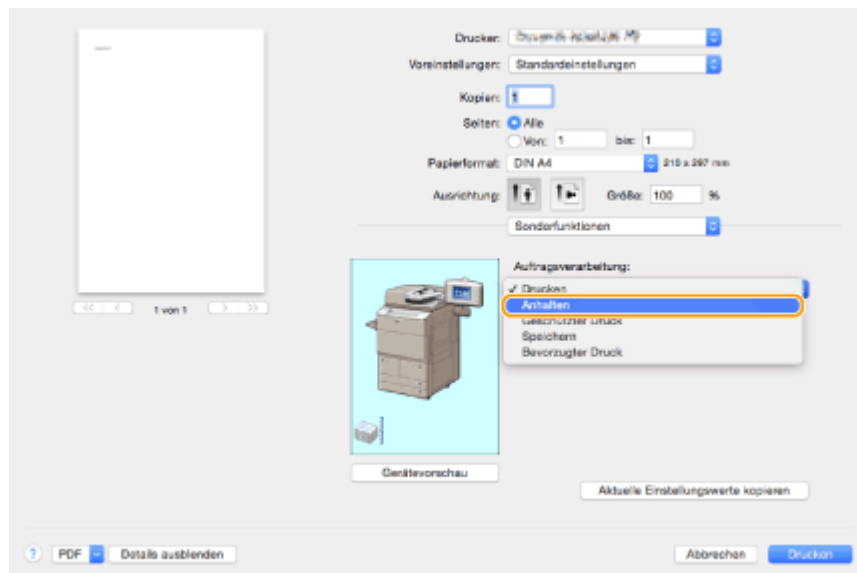 Drucker:
Voreinstellungen: Standardeinstellungen
Kopien: 1
Seiten: Alle
Von: 1 bis: 1
Papierformat: DIN A4 210 x 297 mm
Ausrichtung: Größe: 100 %
Sonderfunktionen
Auftragsverarbeitung:
✓ Drucken
Anhalten
Geschützter Druck
Speichern
Bevorzugter Druck
<< < 1 von 1 > >>
Gerätevorschau
Aktuelle Einstellungswerte kopieren
? PDF Details ausblenden Abbrechen Drucken